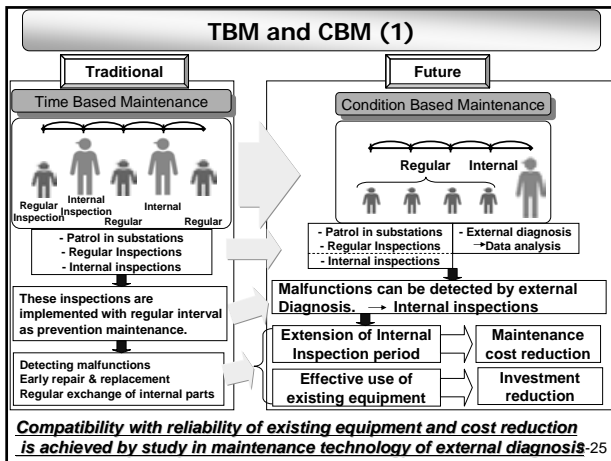 TBM and CBM (1)
Traditional
Time Based Maintenance
Regular
Inspection
Internal
Inspection
Regular
Internal
Regular
- Patrol in substations
- Regular Inspections
- Internal inspections
These inspections are
implemented with regular interval
as prevention maintenance.
Detecting malfunctions
Early repair & replacement
Regular exchange of internal parts
Future
Condition Based Maintenance
Regular
Internal
- Patrol in substations
- Regular Inspections
- Internal inspections
- External diagnosis
→Data analysis
Malfunctions can be detected by external
Diagnosis. → Internal inspections
Extension of Internal
Inspection period
Maintenance
cost reduction
Effective use of
existing equipment
Investment
reduction
Compatibility with reliability of existing equipment and cost reduction
is achieved by study in maintenance technology of external diagnosis
-25